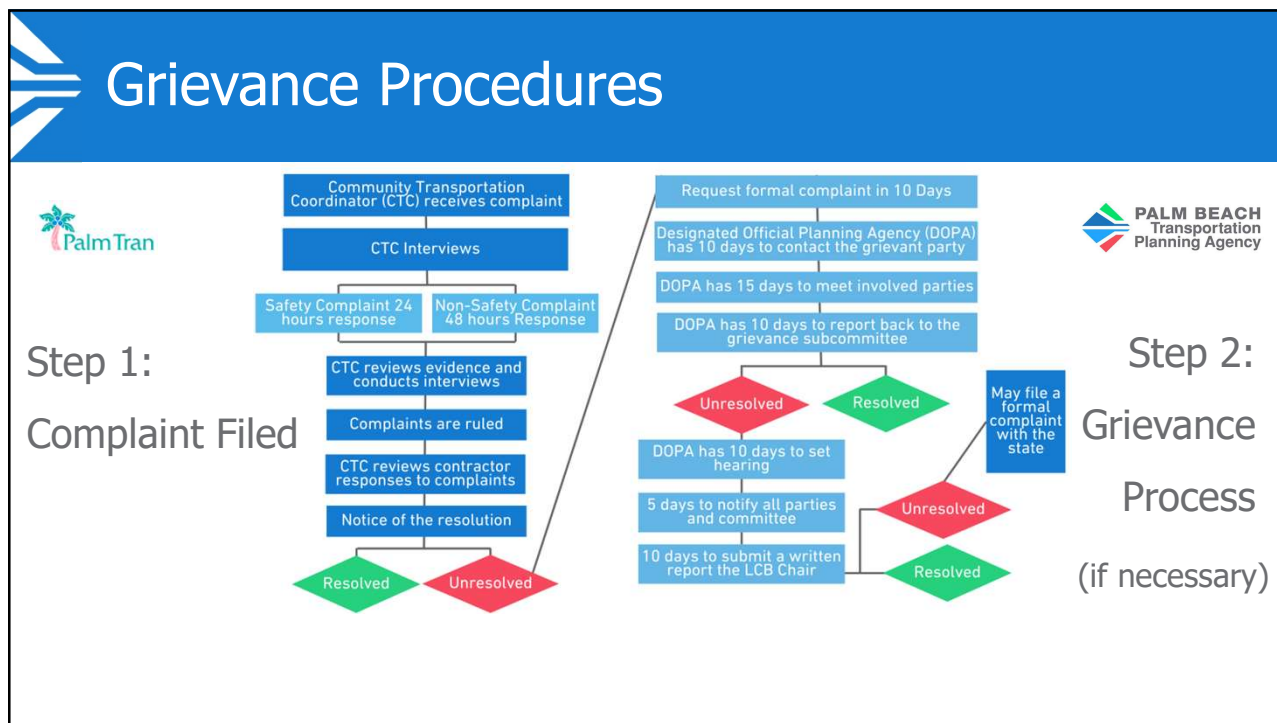 Grievance Procedures
Palm Tran
Step 1:
Complaint Filed
Community Transportation
Coordinator (CTC) receives complaint
CTC Interviews
Safety Complaint 24
hours response
Non-Safety Complaint
48 hours Response
CTC reviews evidence and
conducts interviews
Complaints are ruled
CTC reviews contractor
responses to complaints
Notice of the resolution
Resolved
Unresolved
Request formal complaint in 10 Days
Designated Official Planning Agency (DOPA)
has 10 days to contact the grievant party
DOPA has 15 days to meet involved parties
DOPA has 10 days to report back to the
grievance subcommittee
Unresolved
Resolved
DOPA has 10 days to set
hearing
5 days to notify all parties
and committee
10 days to submit a written
report the LCB Chair
Unresolved
Resolved
May file a
formal
complaint
with the
state
PALM BEACH
Transportation
Planning Agency
Step 2:
Grievance
Process
(if necessary)